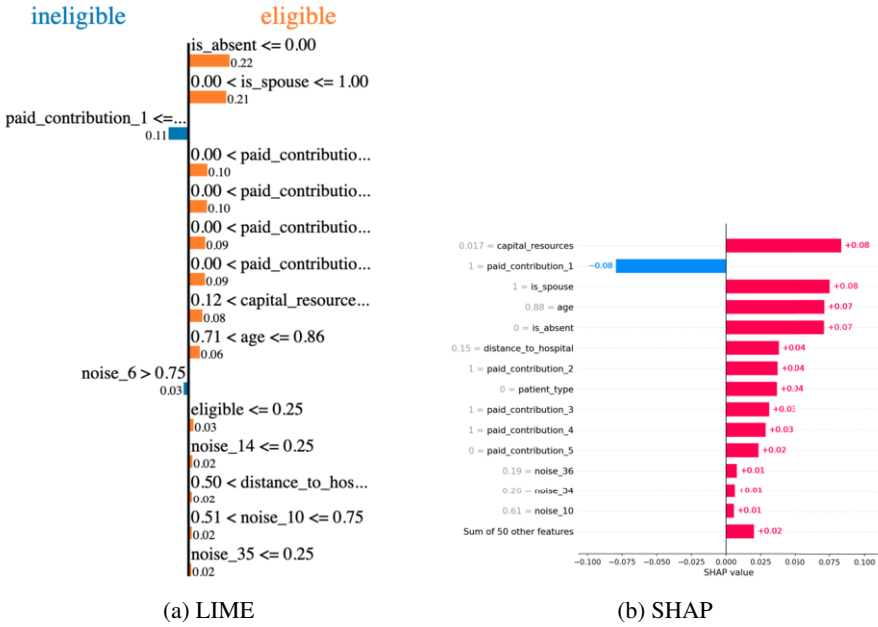 ineligible eligible
is_absent <= 0.00
0.22
0.00 < is_spouse <= 1.00
0.21
paid_contribution_1 <=...
0.11
0.00 < paid_contributio...
0.10
0.00 < paid_contributio...
0.10
0.00 < paid_contributio...
0.09
0.00 < paid_contributio...
0.09
0.12 < capital_resource...
0.08
0.71 < age <= 0.86
0.06
noise_6 > 0.75
0.03
eligible <= 0.25
0.03
noise_14 <= 0.25
0.02
0.50 < distance_to_hos...
0.02
0.51 < noise_10 <= 0.75
0.02
noise_35 <= 0.25
0.02
(a) LIME
0.017 = capital_resources +0.08
1 = paid_contribution_1 −0.08
1 = is_spouse +0.08
0.88 = age +0.07
0 = is_absent +0.07
0.15 = distance_to_hospital +0.04
1 = paid_contribution_2 +0.04
0 = patient_type +0.04
1 = paid_contribution_3 +0.03
1 = paid_contribution_4 +0.03
0 = paid_contribution_5 +0.02
0.19 = noise_36 +0.01
= noise_34 +0.01
0.61 = noise_10 +0.01
Sum of 50 other features +0.02
−0.100 −0.075 −0.050 −0.025 0.000 0.025 0.050 0.075 0.100
SHAP value
(b) SHAP